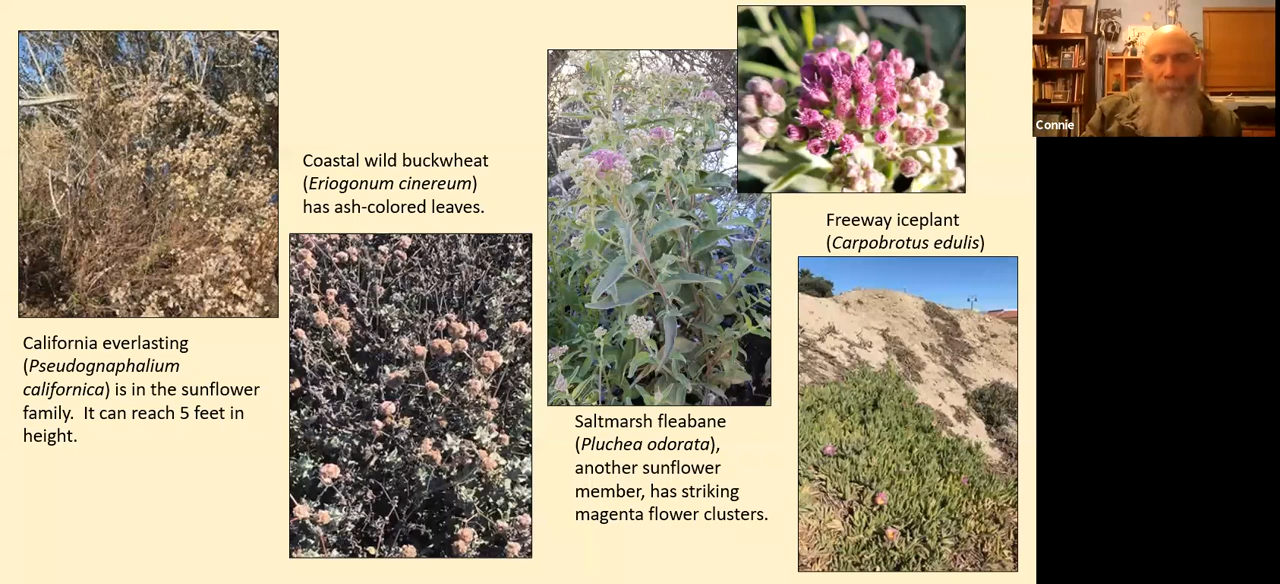 California everlasting
(Pseudognaphalium
californica) is in the sunflower
family. It can reach 5 feet in
height.
Coastal wild buckwheat
(Eriogonum cinereum)
has ash-colored leaves.
Saltmarsh fleabane
(Pluchea odorata),
another sunflower
member, has striking
magenta flower clusters.
Freeway iceplant
(Carpobrotus edulis)
Connie